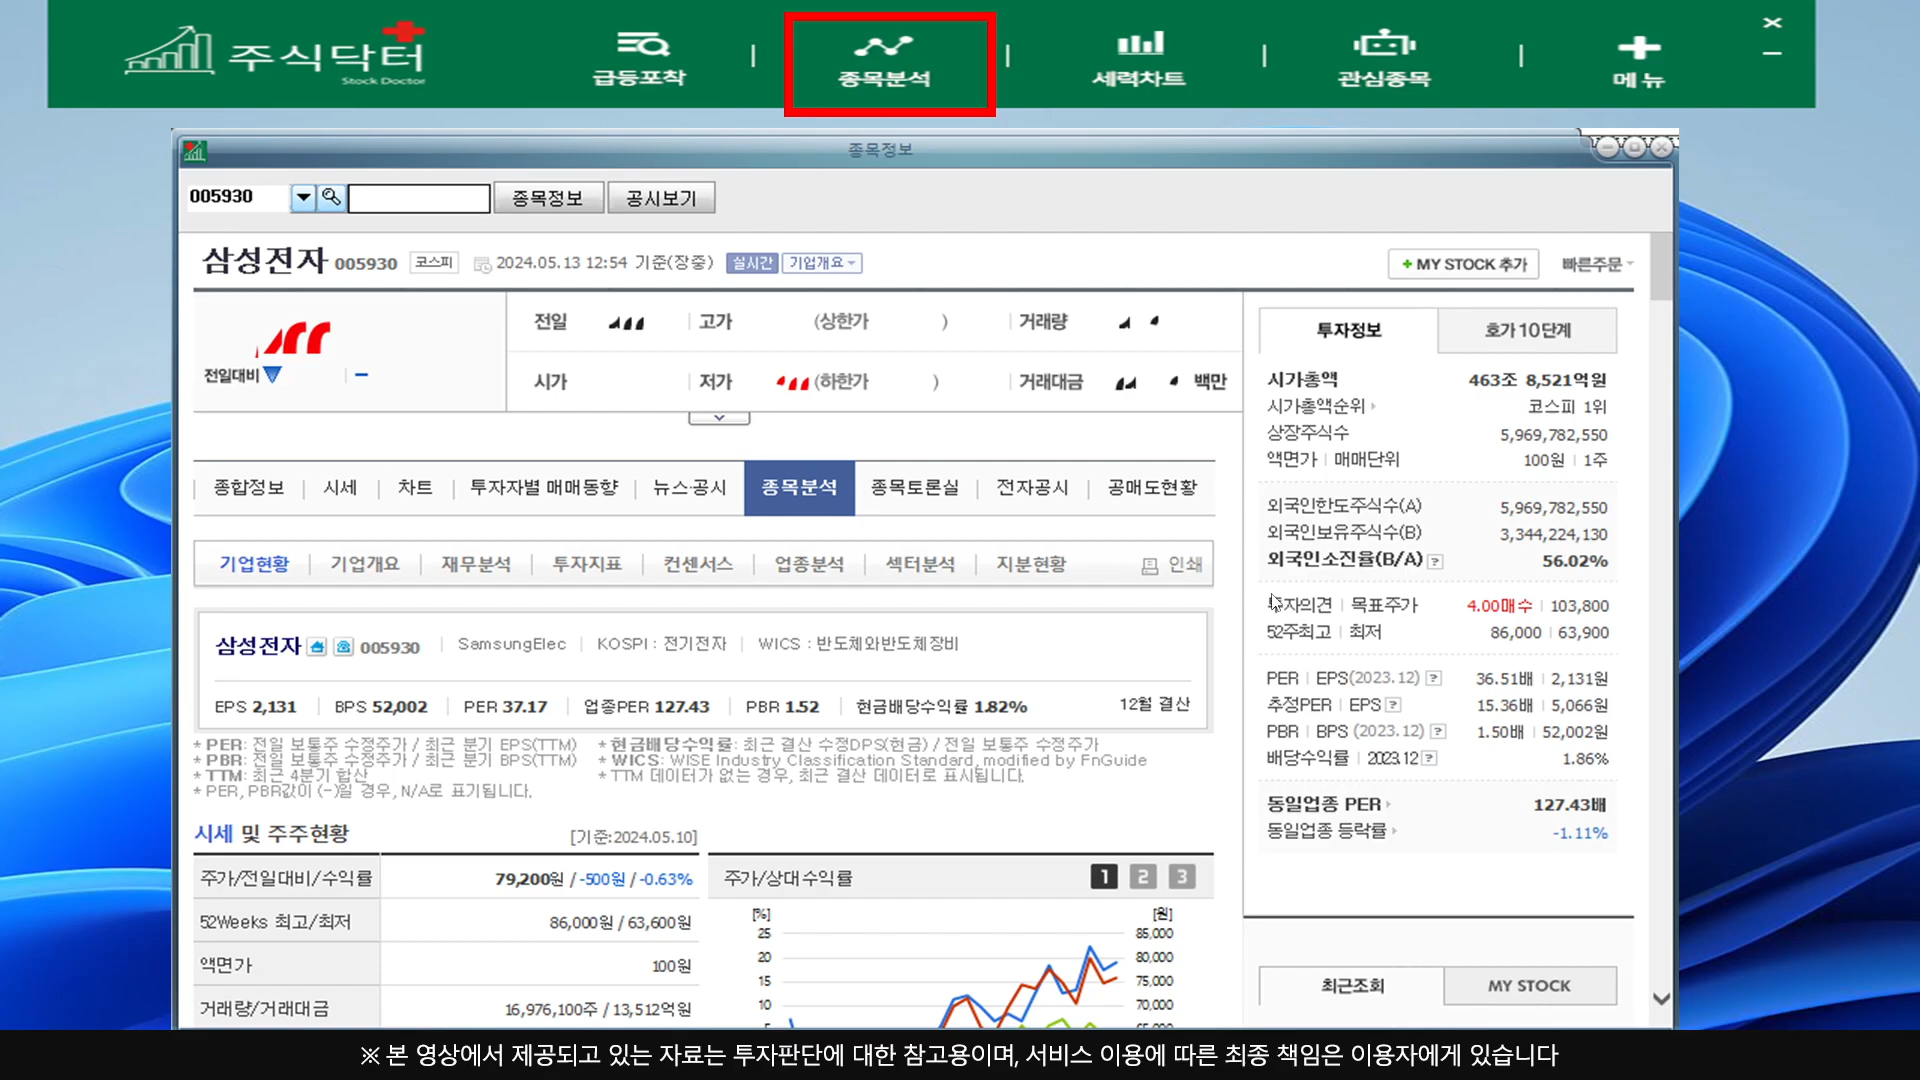 주식닥터
Stock Doctor
급등포착
종목분석
세력차트
관심종목
메뉴
종목정보
005930
종목정보
공시보기
삼성전자 005930 코스피 2024.05.13 12:54 기준(장중) 실시간 기업개요
+ MY STOCK 추가 빠른주문
전일대비
전일 고가 (상한가 ) 거래량
시가 저가 (하한가 ) 거래대금 백만
종합정보 시세 차트 투자자별 매매동향 뉴스·공시 종목분석 종목토론실 전자공시 공매도현황
기업현황 기업개요 재무분석 투자지표 컨센서스 업종분석 섹터분석 지분현황 인쇄
삼성전자 005930 SamsungElec KOSPI : 전기전자 WICS : 반도체와반도체장비
EPS 2,131 BPS 52,002 PER 37.17 업종PER 127.43 PBR 1.52 현금배당수익률 1.82% 12월 결산
* PER: 전일 보통주 수정주가 / 최근 분기 EPS(TTM)
* PBR: 전일 보통주 수정주가 / 최근 분기 BPS(TTM)
* TTM: 최근 4분기 합산
* PER, PBR값이 (-)일 경우, N/A로 표기됩니다.
* 현금배당수익률: 최근 결산 수정DPS(현금) / 전일 보통주 수정주가
* WICS: WISE Industry Classification Standard, modified by FnGuide
* TTM 데이터가 없는 경우, 최근 결산 데이터로 표시됩니다.
시세 및 주주현황 [기준:2024.05.10]
주가/전일대비/수익률 79,200원 / -500원 / -0.63%
52Weeks 최고/최저 86,000원 / 63,600원
액면가 100원
거래량/거래대금 16,976,100주 / 13,512억원
주가/상대수익률 1 2 3
[%] [원]
25 85,000
20 80,000
15 75,000
10 70,000
5 65,000
투자정보 호가 10단계
시가총액 463조 8,521억원
시가총액순위 코스피 1위
상장주식수 5,969,782,550
액면가 매매단위 100원 1주
외국인한도주식수(A) 5,969,782,550
외국인보유주식수(B) 3,344,224,130
외국인소진율(B/A) ? 56.02%
투자의견 목표주가 4.00매수 103,800
52주최고 최저 86,000 63,900
PER EPS(2023.12) ? 36.51배 2,131원
추정PER EPS ? 15.36배 5,066원
PBR BPS (2023.12) ? 1.50배 52,002원
배당수익률 2023.12 ? 1.86%
동일업종 PER 127.43배
동일업종 등락률 -1.11%
최근조회 MY STOCK
※ 본 영상에서 제공되고 있는 자료는 투자판단에 대한 참고용이며, 서비스 이용에 따른 최종 책임은 이용자에게 있습니다